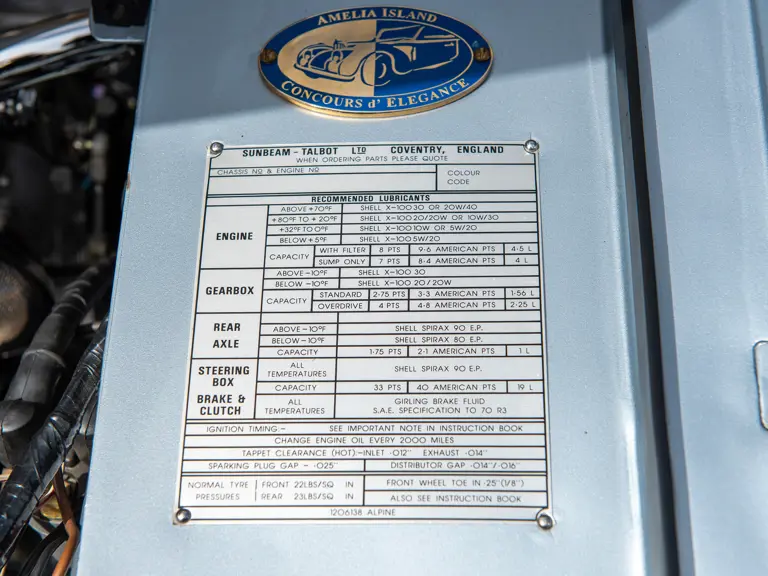 AMELIA ISLAND
CONCOURS d' ELEGANCE
SUNBEAM - TALBOT LTD COVENTRY, ENGLAND
WHEN ORDERING PARTS PLEASE QUOTE
CHASSIS NO & ENGINE NO COLOUR CODE
RECOMMENDED LUBRICANTS
ENGINE
ABOVE +70°F SHELL X-100 30 OR 20W/40
+80°F TO +20°F SHELL X-100 20/20W OR 10W/30
+32°F TO 0°F SHELL X-100 10W OR 5W/20
BELOW +5°F SHELL X-100 5W/20
CAPACITY WITH FILTER 8 PTS 9·6 AMERICAN PTS 4·5 L
SUMP ONLY 7 PTS 8·4 AMERICAN PTS 4 L
GEARBOX
ABOVE -10°F SHELL X-100 30
BELOW -10°F SHELL X-100 20/20W
CAPACITY STANDARD 2·75 PTS 3·3 AMERICAN PTS 1·56 L
OVERDRIVE 4 PTS 4·8 AMERICAN PTS 2·25 L
REAR AXLE
ABOVE -10°F SHELL SPIRAX 90 E.P.
BELOW -10°F SHELL SPIRAX 80 E.P.
CAPACITY 1·75 PTS 2·1 AMERICAN PTS 1 L
STEERING BOX
ALL TEMPERATURES SHELL SPIRAX 90 E.P.
CAPACITY 33 PTS 40 AMERICAN PTS 19 L
BRAKE & CLUTCH
ALL TEMPERATURES GIRLING BRAKE FLUID
S.A.E. SPECIFICATION TO 70 R3
IGNITION TIMING:- SEE IMPORTANT NOTE IN INSTRUCTION BOOK
CHANGE ENGINE OIL EVERY 2000 MILES
TAPPET CLEARANCE (HOT):-INLET ·012" EXHAUST ·014"
SPARKING PLUG GAP - ·025" DISTRIBUTOR GAP ·014"/·016"
NORMAL TYRE PRESSURES
FRONT 22LBS/SQ IN FRONT WHEEL TOE IN ·25"(1/8")
REAR 23LBS/SQ IN ALSO SEE INSTRUCTION BOOK
1206138 ALPINE